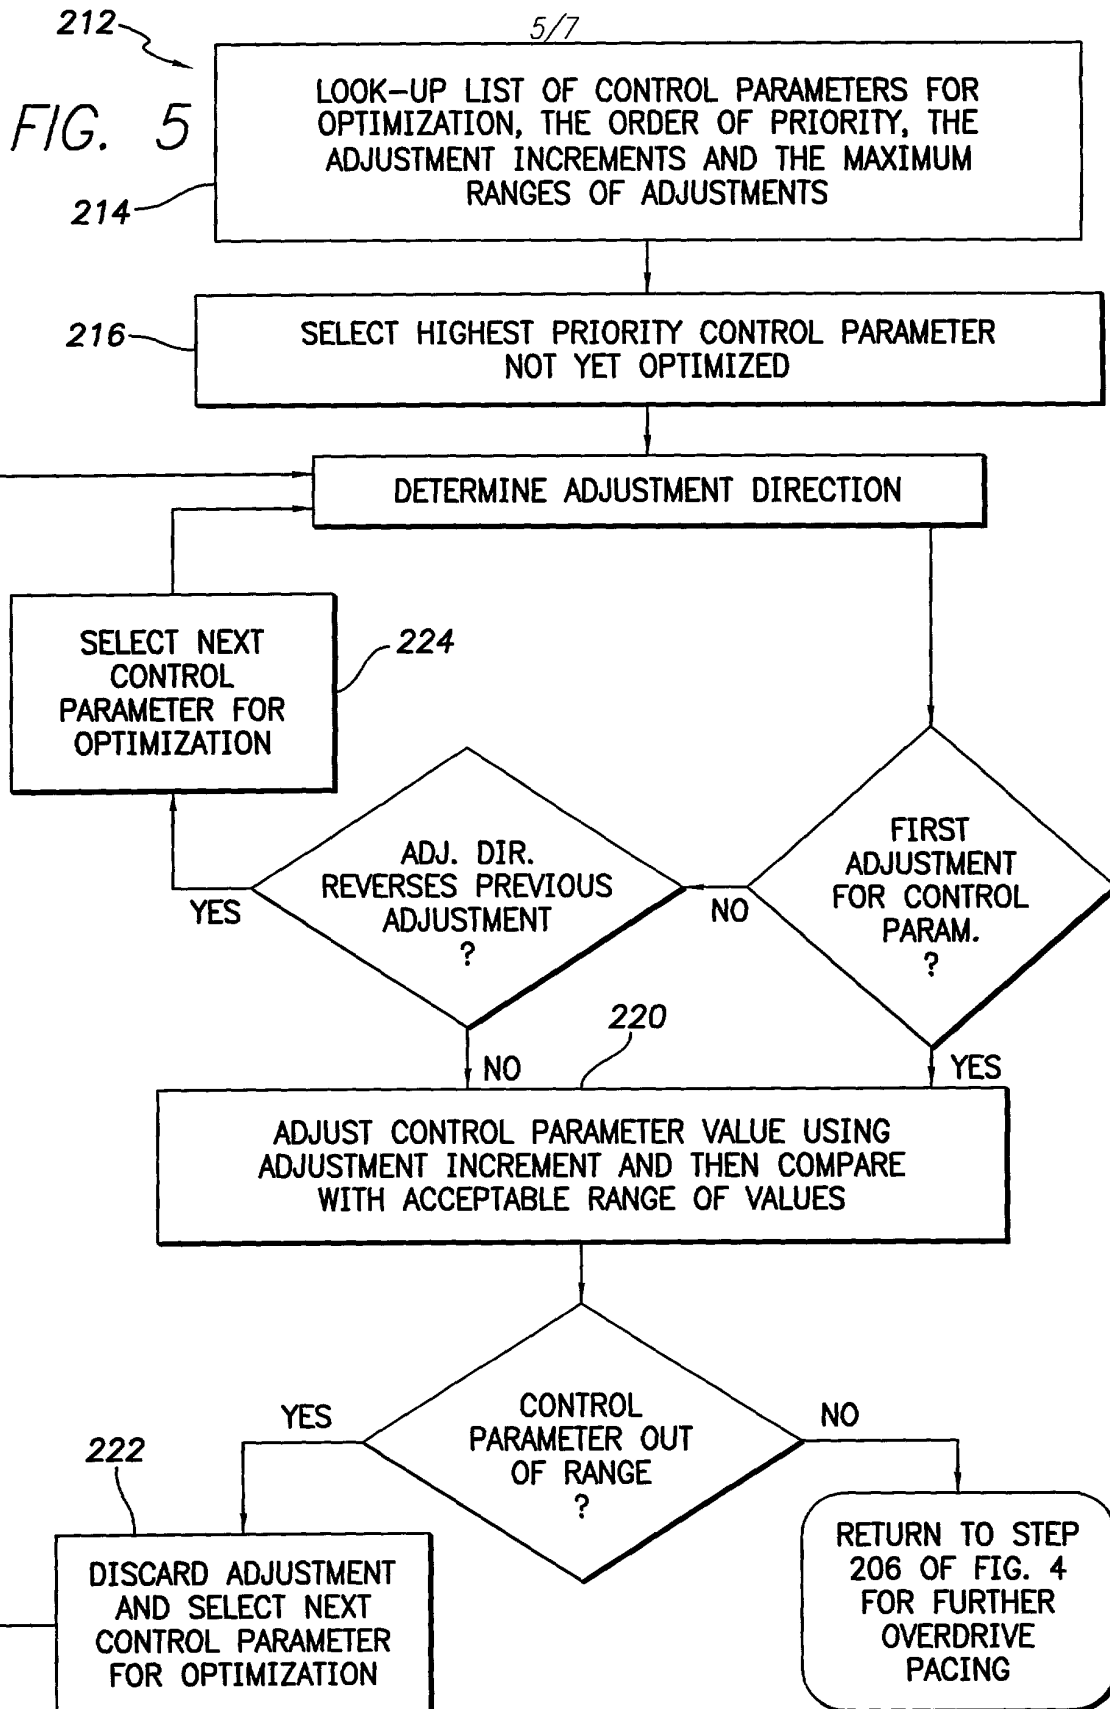 5/7
212
FIG. 5
LOOK-UP LIST OF CONTROL PARAMETERS FOR
OPTIMIZATION, THE ORDER OF PRIORITY, THE
ADJUSTMENT INCREMENTS AND THE MAXIMUM
RANGES OF ADJUSTMENTS
214
216
SELECT HIGHEST PRIORITY CONTROL PARAMETER
NOT YET OPTIMIZED
DETERMINE ADJUSTMENT DIRECTION
SELECT NEXT
CONTROL
PARAMETER FOR
OPTIMIZATION
224
FIRST
ADJUSTMENT
FOR CONTROL
PARAM.
?
NO
ADJ. DIR.
REVERSES PREVIOUS
ADJUSTMENT
?
YES
NO
220
YES
ADJUST CONTROL PARAMETER VALUE USING
ADJUSTMENT INCREMENT AND THEN COMPARE
WITH ACCEPTABLE RANGE OF VALUES
CONTROL
PARAMETER OUT
OF RANGE
?
YES
NO
222
DISCARD ADJUSTMENT
AND SELECT NEXT
CONTROL PARAMETER
FOR OPTIMIZATION
RETURN TO STEP
206 OF FIG. 4
FOR FURTHER
OVERDRIVE
PACING